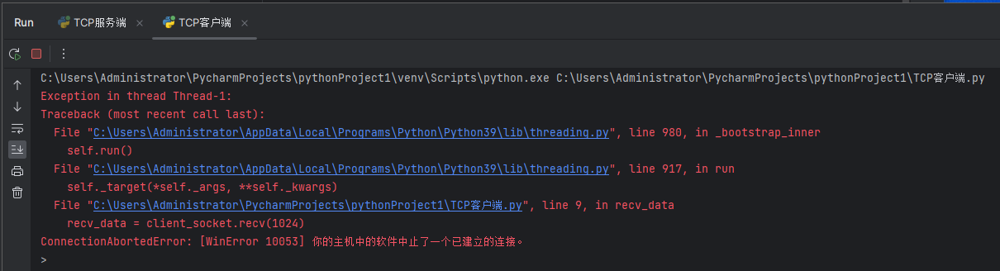 Run TCP服务端 × TCP客户端 ×
C:\Users\Administrator\PycharmProjects\pythonProject1\venv\Scripts\python.exe C:\Users\Administrator\PycharmProjects\pythonProject1\TCP客户端.py
Exception in thread Thread-1:
Traceback (most recent call last):
  File "C:\Users\Administrator\AppData\Local\Programs\Python\Python39\lib\threading.py", line 980, in _bootstrap_inner
    self.run()
  File "C:\Users\Administrator\AppData\Local\Programs\Python\Python39\lib\threading.py", line 917, in run
    self._target(*self._args, **self._kwargs)
  File "C:\Users\Administrator\PycharmProjects\pythonProject1\TCP客户端.py", line 9, in recv_data
    recv_data = client_socket.recv(1024)
ConnectionAbortedError: [WinError 10053] 你的主机中的软件中止了一个已建立的连接。
>